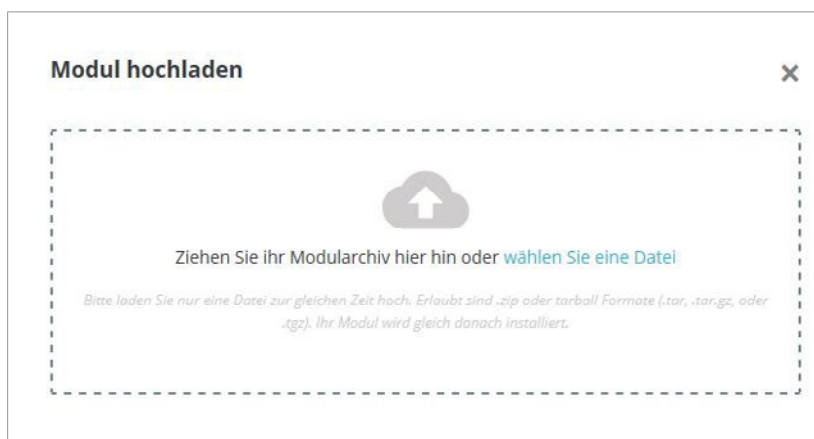 Modul hochladen
Ziehen Sie ihr Modularchiv hier hin oder wählen Sie eine Datei
Bitte laden Sie nur eine Datei zur gleichen Zeit hoch. Erlaubt sind .zip oder tarball Formate (.tar, .tar.gz, oder
.tgz). Ihr Modul wird gleich danach installiert.